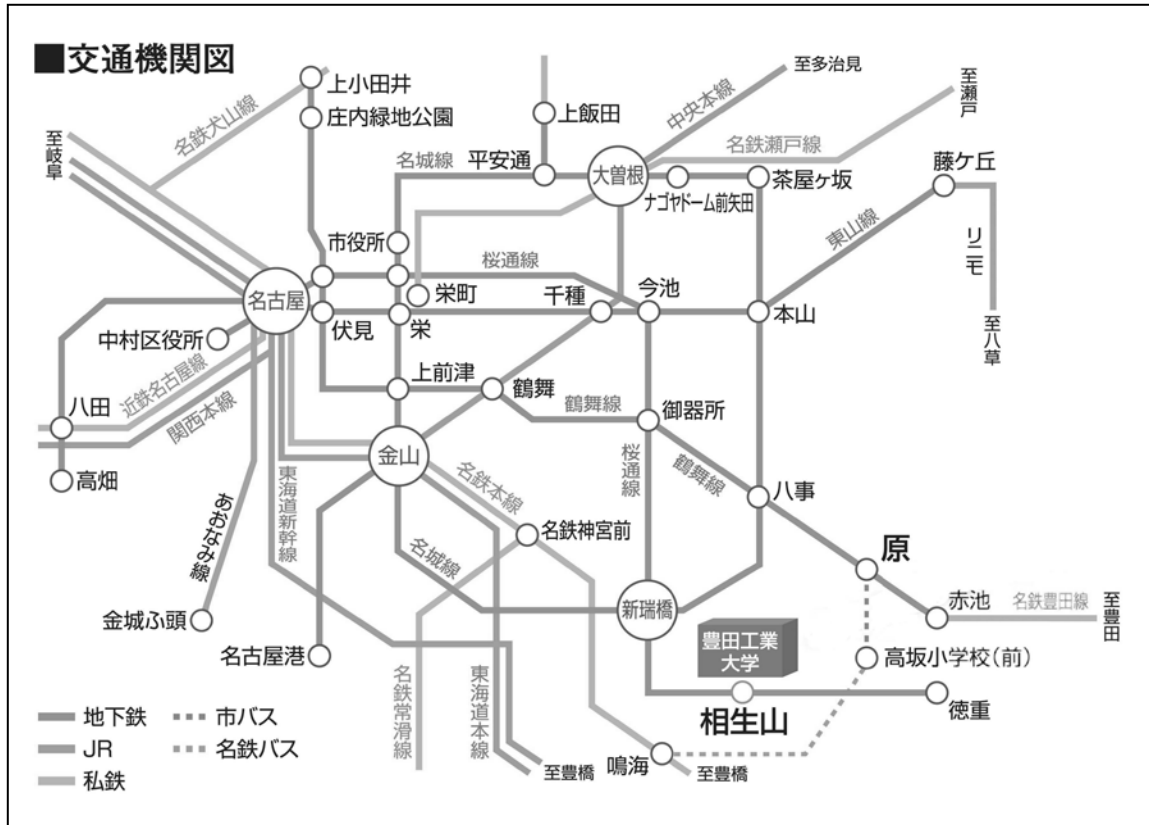 ■交通機関図
上小田井
庄内緑地公園
名鉄犬山線
至岐阜
上飯田
至多治見
中央本線
至瀬戸
名鉄瀬戸線
名城線
平安通
大曽根
ナゴヤドーム前矢田
茶屋ヶ坂
藤ケ丘
東山線
リニモ
至八草
市役所
桜通線
名古屋
栄町
千種
今池
本山
中村区役所
伏見
栄
近鉄名古屋線
関西本線
八田
高畑
上前津
鶴舞
鶴舞線
御器所
金山
桜通線
鶴舞線
八事
あおなみ線
東海道新幹線
名鉄本線
名鉄神宮前
名城線
原
赤池
名鉄豊田線
至豊田
新瑞橋
金城ふ頭
名古屋港
豊田工業
大学
高坂小学校(前)
相生山
徳重
名鉄常滑線
東海道本線
鳴海
至豊橋
至豊橋
地下鉄
市バス
JR
名鉄バス
私鉄